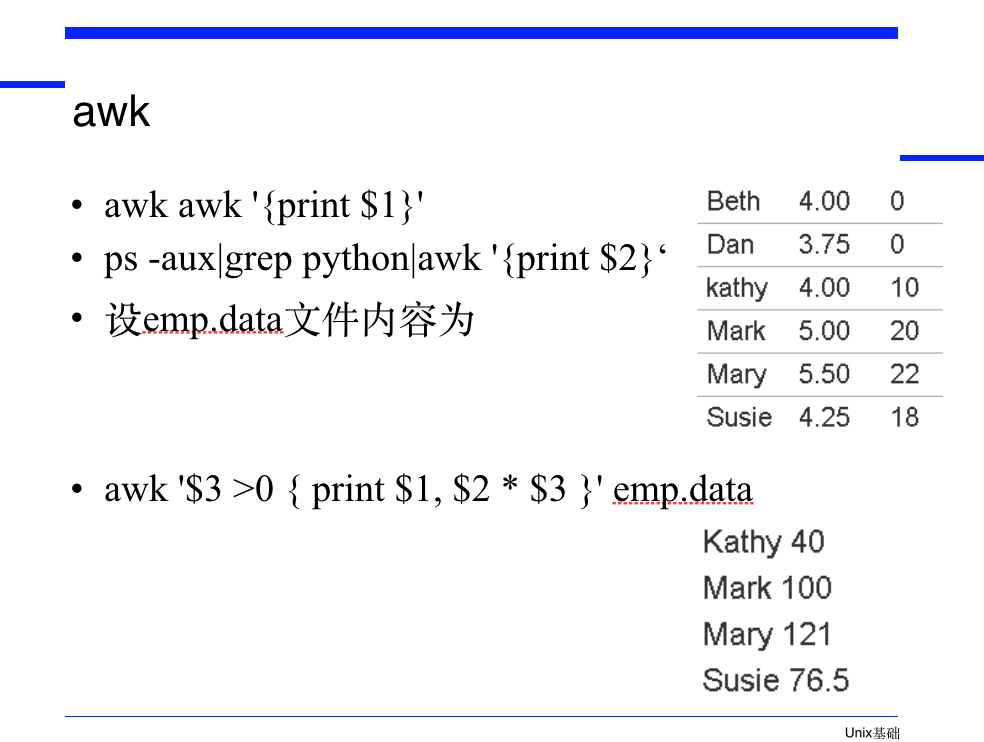 awk
• awk awk '{print $1}'
• ps -aux|grep python|awk '{print $2}‘
• 设emp.data文件内容为
Beth 4.00 0
Dan 3.75 0
kathy 4.00 10
Mark 5.00 20
Mary 5.50 22
Susie 4.25 18
• awk '$3 >0 { print $1, $2 * $3 }' emp.data
Kathy 40
Mark 100
Mary 121
Susie 76.5
Unix基础